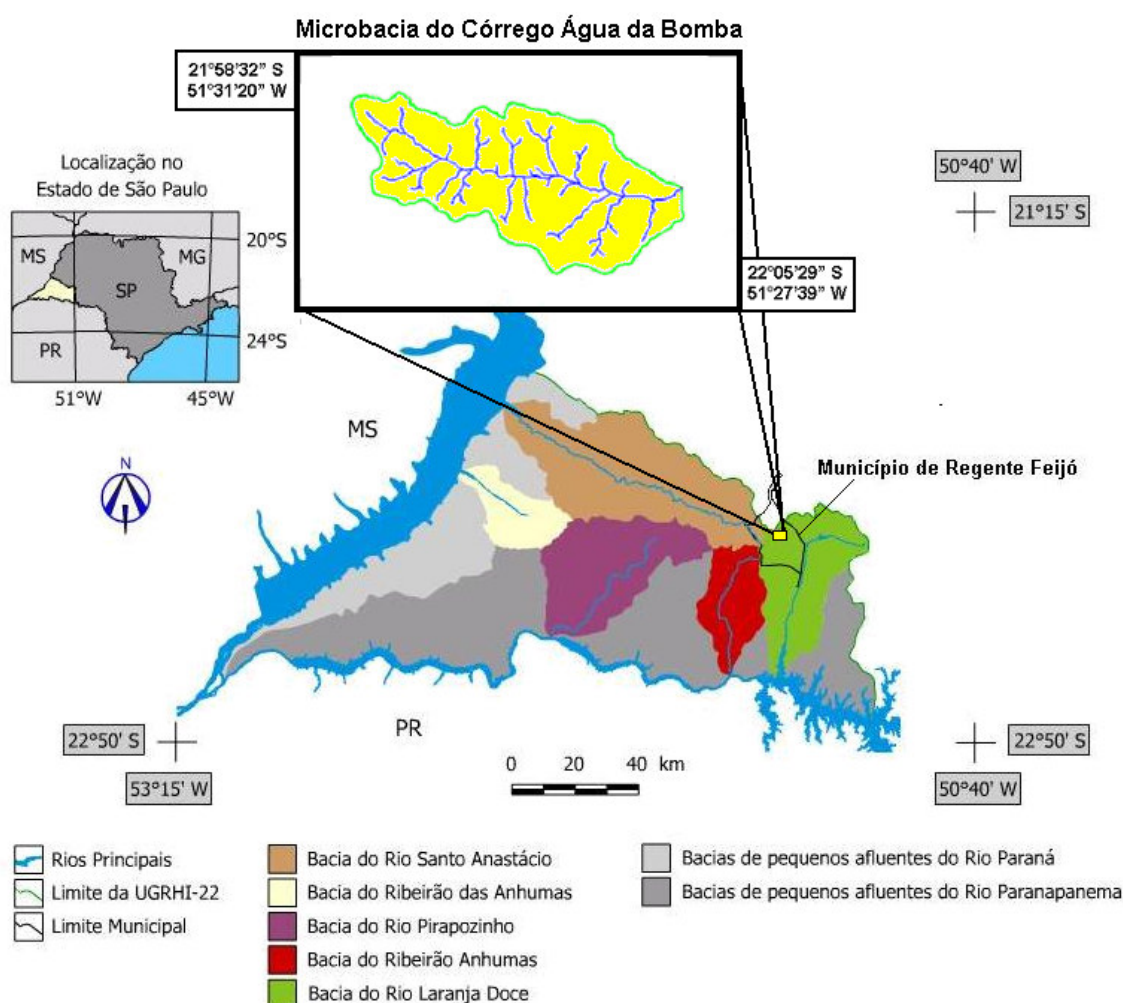 Microbacia do Córrego Água da Bomba
21°58’32” S
51°31’20” W
22°05’29” S
51°27’39” W
Localização no
Estado de São Paulo
MS
MG
SP
PR
20°S
24°S
51°W
45°W
50°40' W
21°15' S
MS
N
Município de Regente Feijó
PR
22°50' S
53°15' W
0 20 40 km
22°50' S
50°40' W
Rios Principais
Limite da UGRHI-22
Limite Municipal
Bacia do Rio Santo Anastácio
Bacia do Ribeirão das Anhumas
Bacia do Rio Pirapozinho
Bacia do Ribeirão Anhumas
Bacia do Rio Laranja Doce
Bacias de pequenos afluentes do Rio Paraná
Bacias de pequenos afluentes do Rio Paranapanema